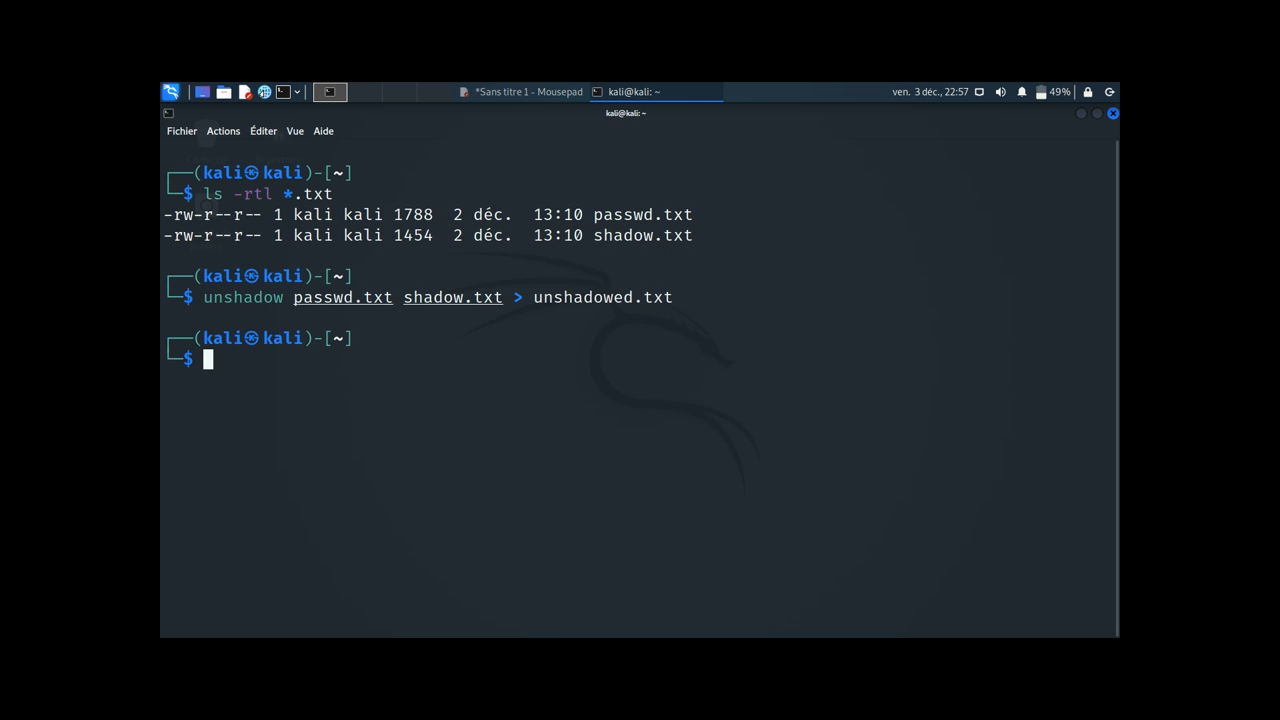 *Sans titre 1 - Mousepad
kali@kali: ~
ven. 3 déc., 22:57
49%
kali@kali: ~
Fichier Actions Éditer Vue Aide
┌──(kali㉿kali)-[~]
└─$ ls -rtl *.txt
-rw-r--r-- 1 kali kali 1788  2 déc.  13:10 passwd.txt
-rw-r--r-- 1 kali kali 1454  2 déc.  13:10 shadow.txt
┌──(kali㉿kali)-[~]
└─$ unshadow passwd.txt shadow.txt > unshadowed.txt
┌──(kali㉿kali)-[~]
└─$